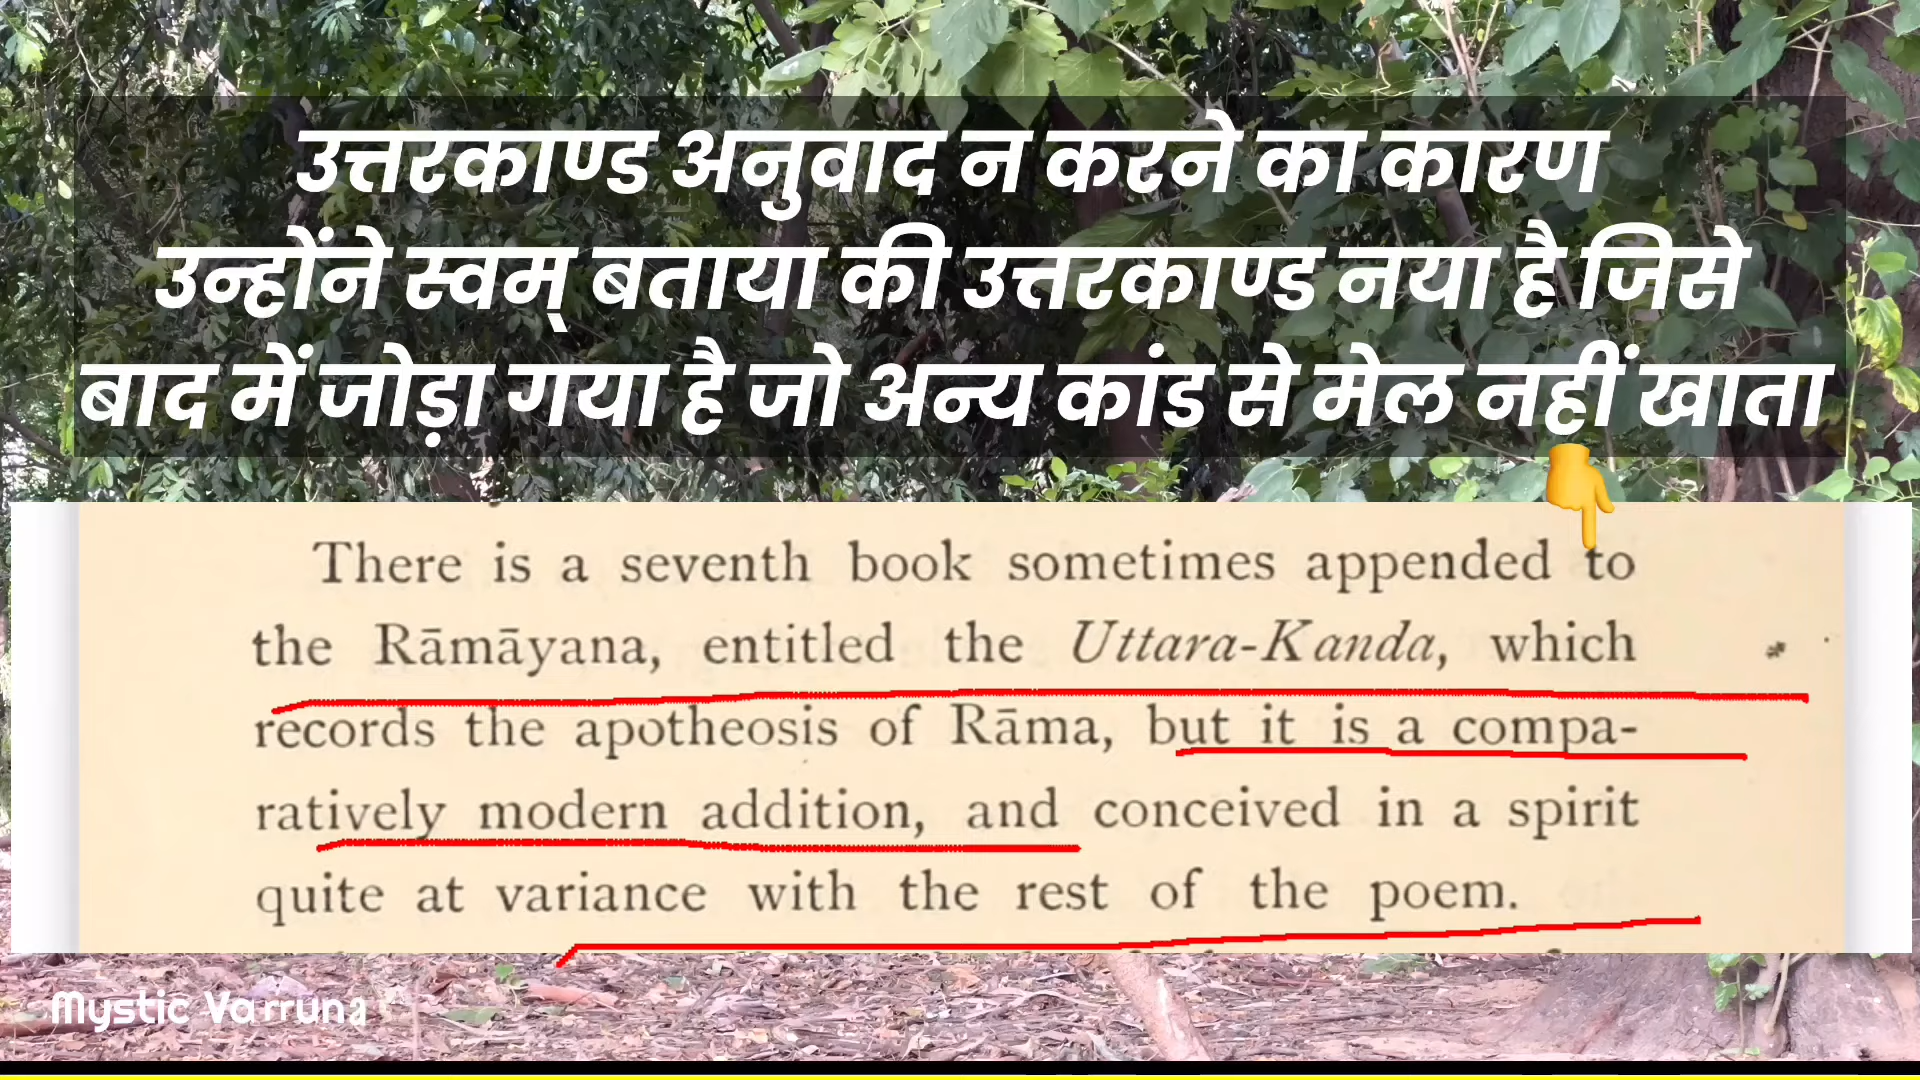 उत्तरकाण्ड अनुवाद न करने का कारण
उन्होंने स्वम् बताया की उत्तरकाण्ड नया है जिसे
बाद में जोड़ा गया है जो अन्य कांड से मेल नहीं खाता
There is a seventh book sometimes appended to
the Rāmāyana, entitled the Uttara-Kanda, which
records the apotheosis of Rāma, but it is a compa-
ratively modern addition, and conceived in a spirit
quite at variance with the rest of the poem.
Mystic Varruna